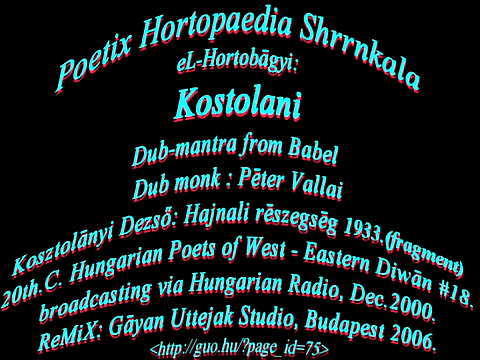 Poetix Hortopaedia Shrrnkala
eL-Hortobāgyi:
Kostolani
Dub-mantra from Babel
Dub monk : Pēter Vallai
Kosztolānyi Dezső: Hajnali rēszegsēg 1933.(fragment)
20th.C. Hungarian Poets of West - Eastern Diwān #18.
broadcasting via Hungarian Radio, Dec.2000.
ReMiX: Gāyan Uttejak Studio, Budapest 2006.
<http://guo.hu/?page_id=75>